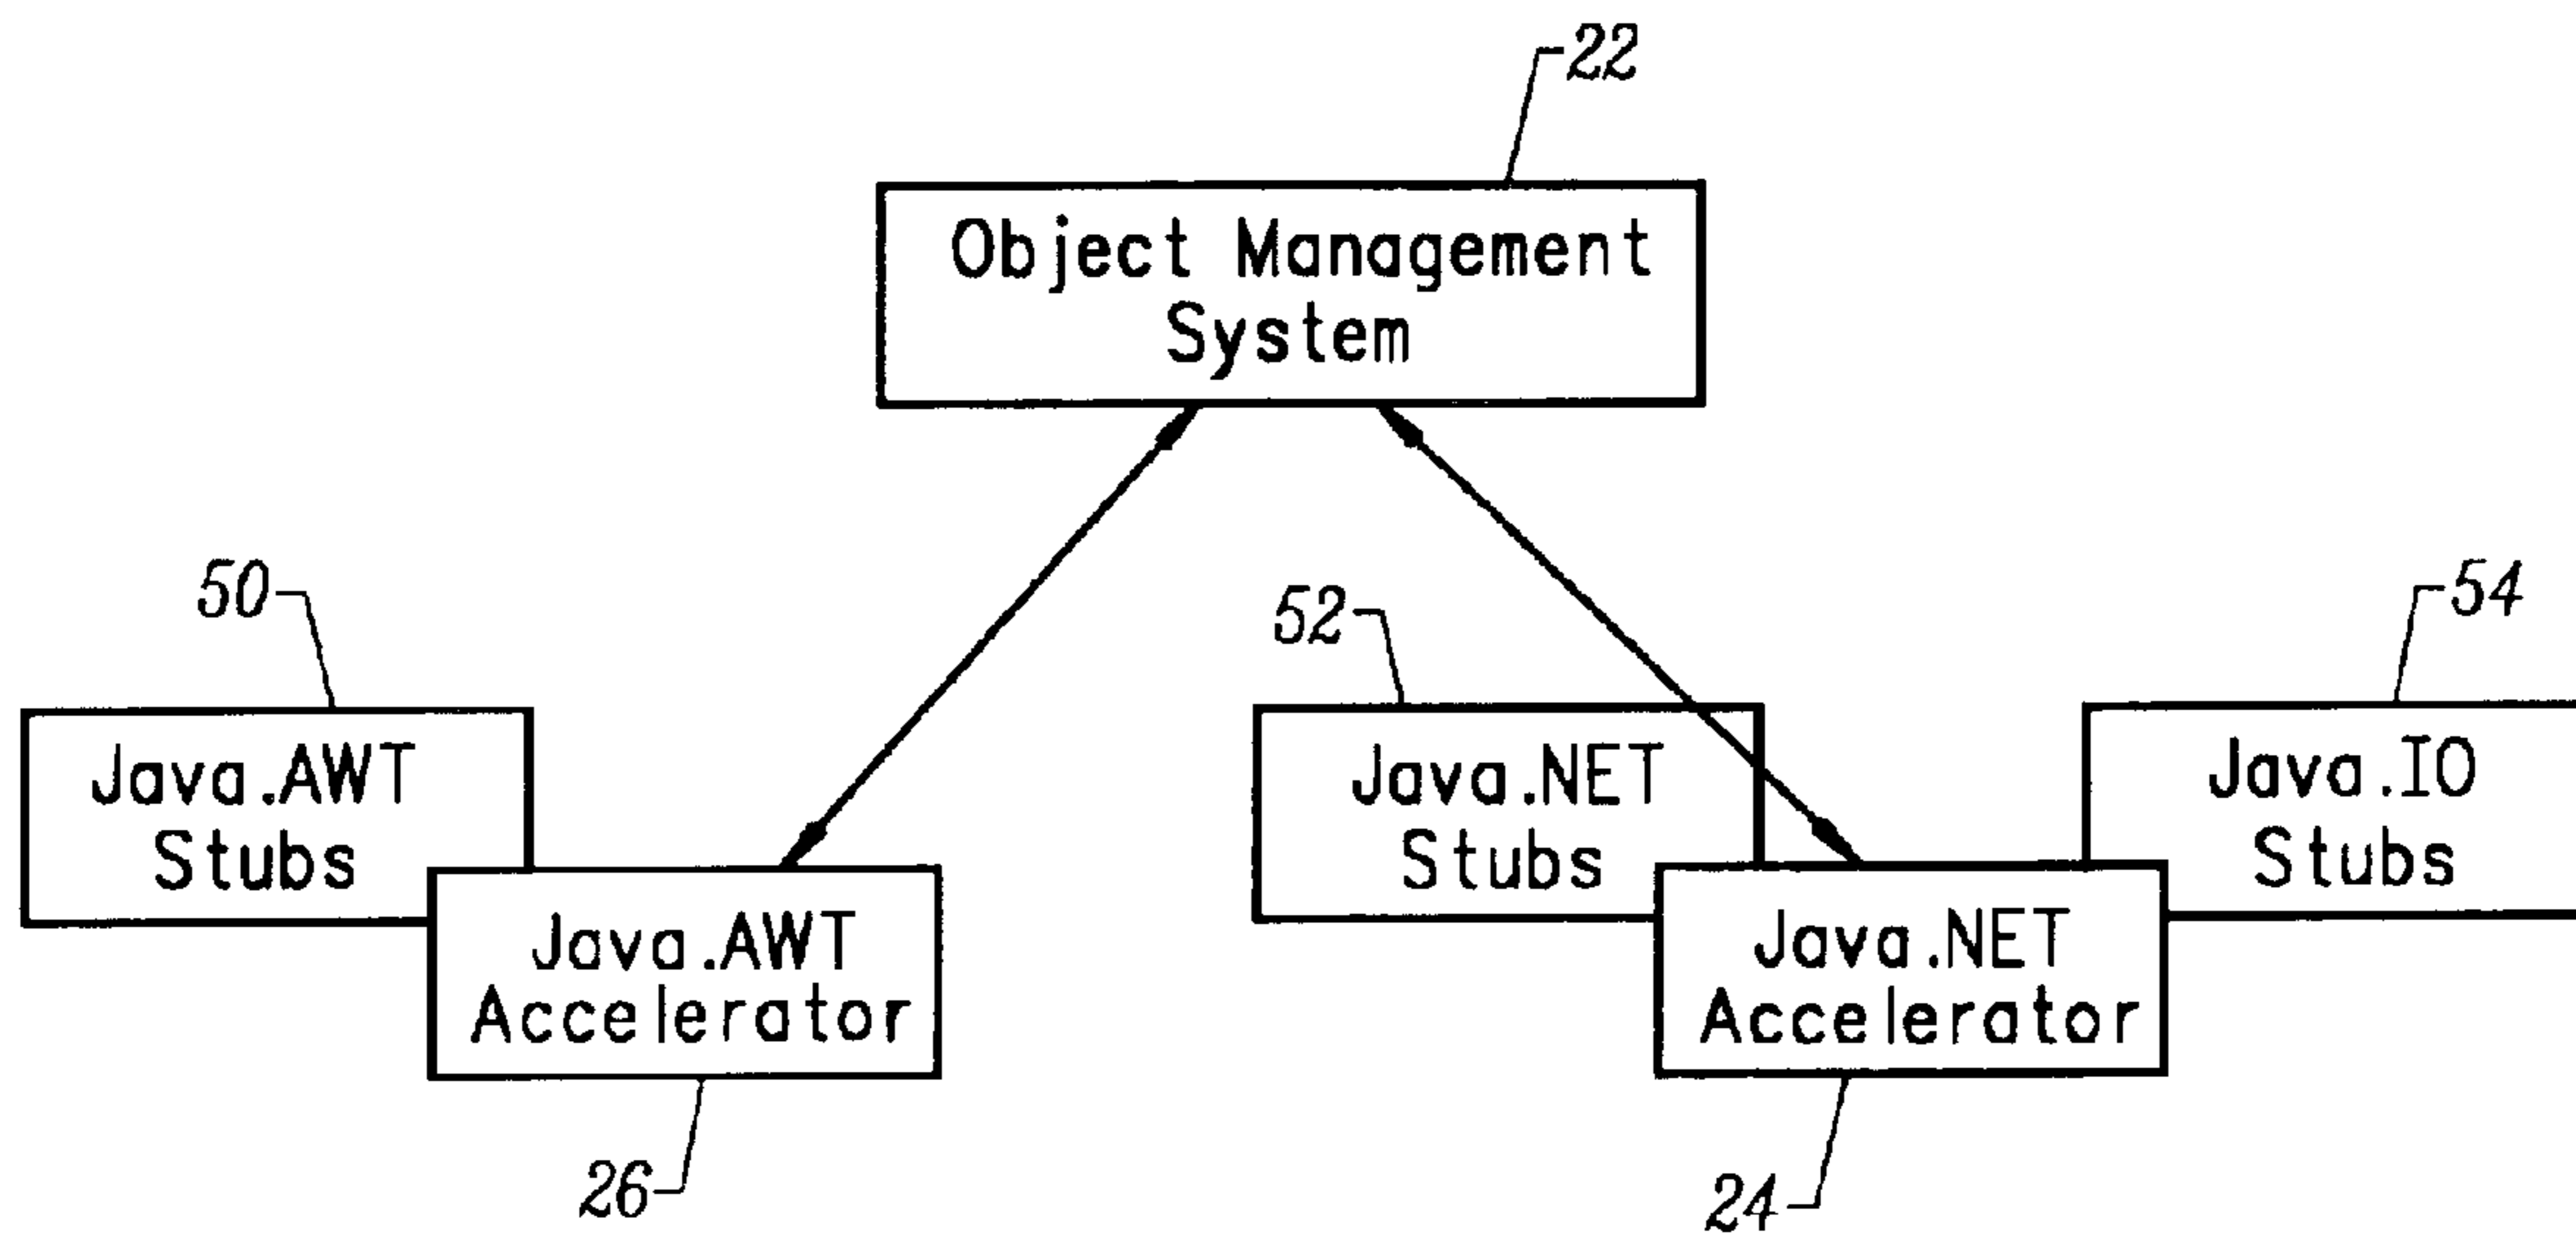 22
Object Management
System
50
52
54
Java.AWT
Stubs
Java.NET
Stubs
Java.IO
Stubs
Java.AWT
Accelerator
Java.NET
Accelerator
26
24